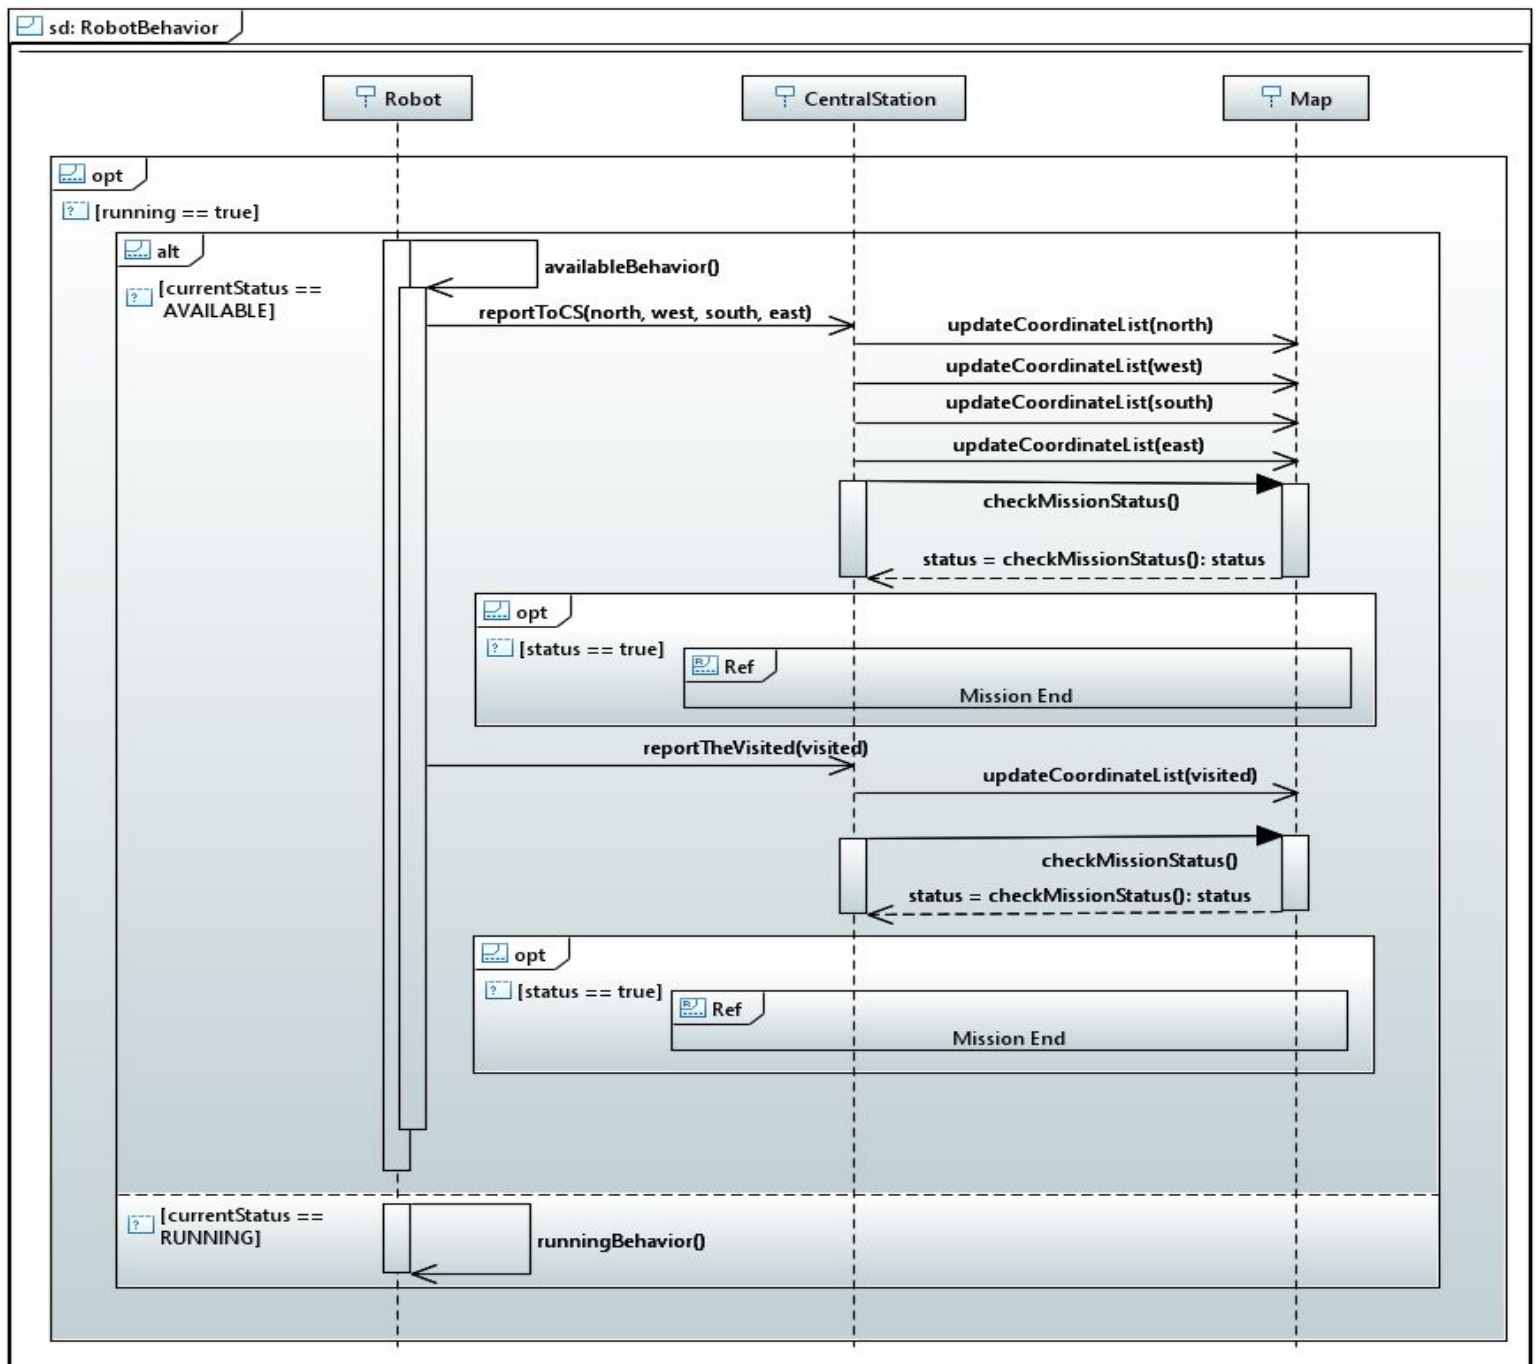 sd: RobotBehavior
Robot
CentralStation
Map
opt
[running == true]
alt
[currentStatus ==
AVAILABLE]
availableBehavior()
reportToCS(north, west, south, east)
updateCoordinateList(north)
updateCoordinateList(west)
updateCoordinateList(south)
updateCoordinateList(east)
checkMissionStatus()
status = checkMissionStatus(): status
opt
[status == true]
Ref
Mission End
reportTheVisited(visited)
updateCoordinateList(visited)
checkMissionStatus()
status = checkMissionStatus(): status
opt
[status == true]
Ref
Mission End
[currentStatus ==
RUNNING]
runningBehavior()